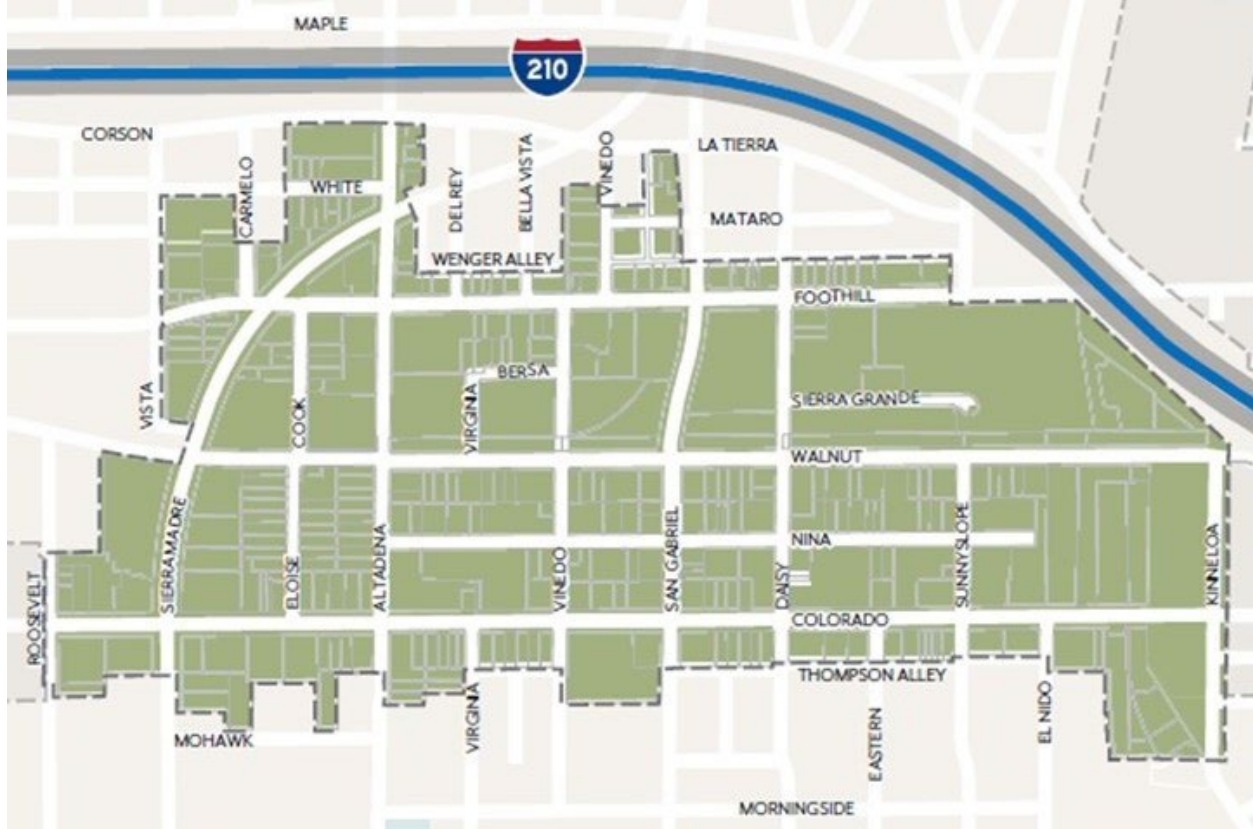 MAPLE
210
CORSON
LA TIERRA
CARMELO
WHITE
DEL REY
BELLA VISTA
VINEDO
MATARO
WENGER ALLEY
FOOTHILL
VISTA
COOK
VIRGINIA
BERSA
SIERRA GRANDE
WALNUT
ROOSEVELT
SIERRA MADRE
ELOISE
ALTADENA
VINEDO
SAN GABRIEL
NINA
DAISY
SUNNYSLOPE
KINNELOA
COLORADO
THOMPSON ALLEY
MOHAWK
VIRGINIA
EASTERN
EL NIDO
MORNINGSIDE